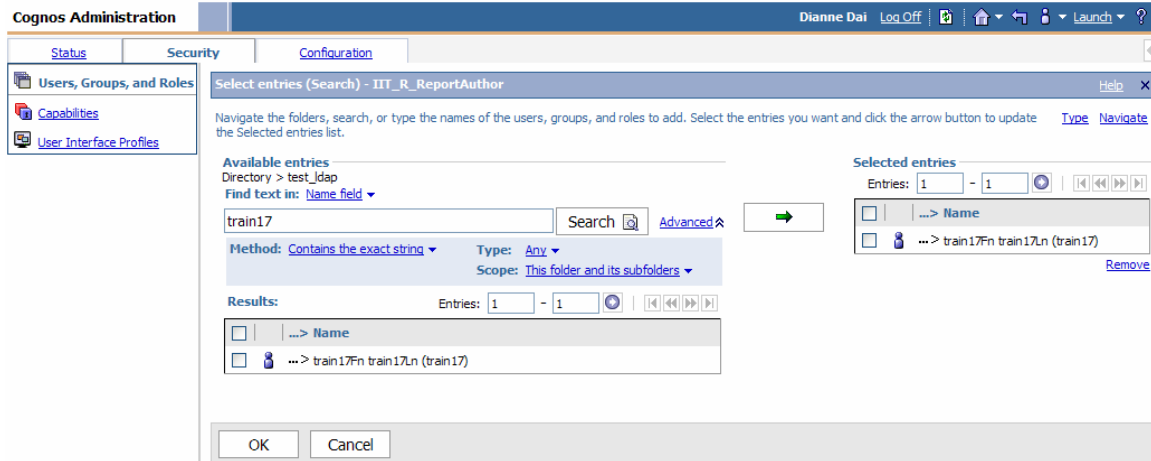 Cognos Administration
Dianne Dai Log Off Launch ?
Status Security Configuration
Users, Groups, and Roles
Capabilities
User Interface Profiles
Select entries (Search) - IIT_R_ReportAuthor
Help X
Navigate the folders, search, or type the names of the users, groups, and roles to add. Select the entries you want and click the arrow button to update
the Selected entries list.
Type Navigate
Available entries
Directory > test_ldap
Find text in: Name field
train17
Search
Advanced
Method: Contains the exact string
Type: Any
Scope: This folder and its subfolders
Results:
Entries: 1 - 1
...> Name
...> train17Fn train17Ln (train17)
Selected entries
Entries: 1 - 1
...> Name
...> train17Fn train17Ln (train17)
Remove
OK Cancel